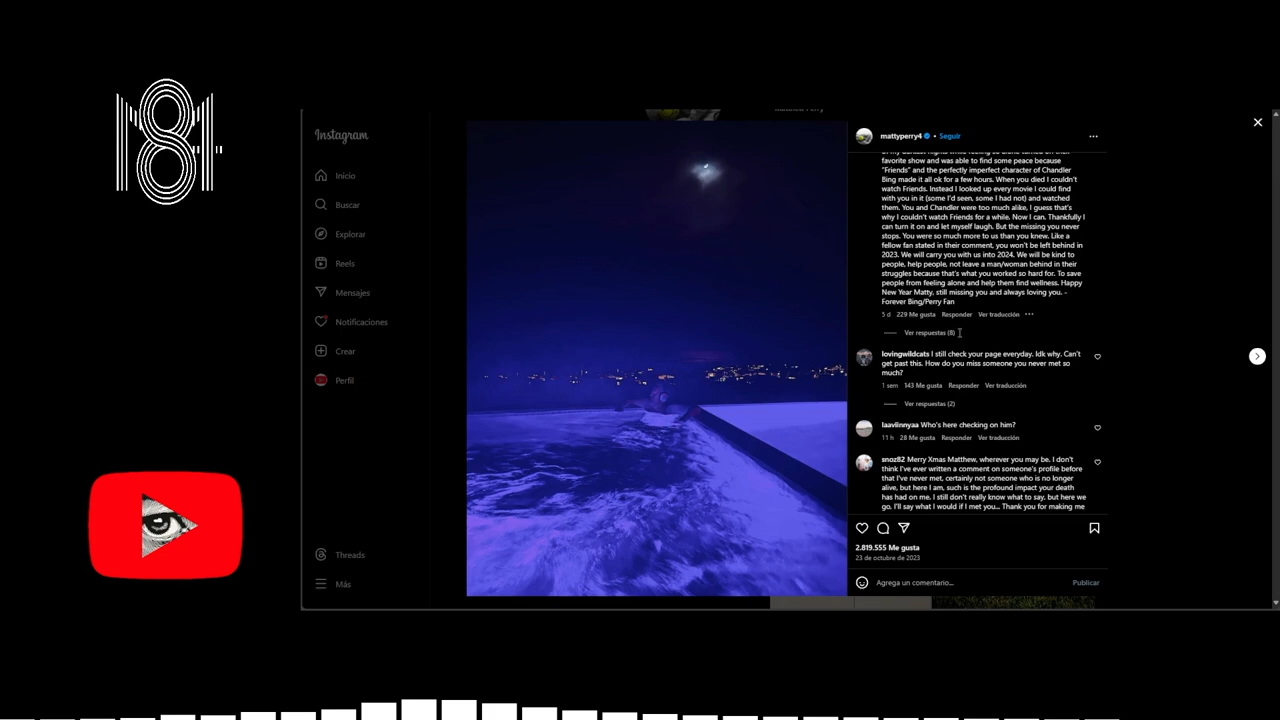 181
Matthew Perry
Instagram
Inicio
Buscar
Explorar
Reels
Mensajes
Notificaciones
Crear
Perfil
Threads
Más
mattyperry4 • Seguir
favorite show and was able to find some peace because
"Friends" and the perfectly imperfect character of Chandler
Bing made it all ok for a few hours. When you died I couldn't
watch Friends. Instead I looked up every movie I could find
with you in it (some I'd seen, some I had not) and watched
them. You and Chandler were too much alike, I guess that's
why I couldn't watch Friends for a while. Now I can. Thankfully I
can turn it on and let myself laugh. But the missing you never
stops. You were so much more to us than you knew. Like a
fellow fan stated in their comment, you won't be left behind in
2023. We will carry you with us into 2024. We will be kind to
people, help people, not leave a man/woman behind in their
struggles because that's what you worked so hard for. To save
people from feeling alone and help them find wellness. Happy
New Year Matty, still missing you and always loving you. -
Forever Bing/Perry Fan
5 d 229 Me gusta Responder Ver traducción
Ver respuestas (8)
lovingwildcats I still check your page everyday. Idk why. Can't
get past this. How do you miss someone you never met so
much?
1 sem 143 Me gusta Responder Ver traducción
Ver respuestas (2)
laaviinnyaa Who's here checking on him?
11 h 28 Me gusta Responder Ver traducción
snoz82 Merry Xmas Matthew, wherever you may be. I don't
think I've ever written a comment on someone's profile before
that I've never met, certainly not someone who is no longer
alive, but here I am, such is the profound impact your death
has had on me. I still don't really know what to say, but here we
go, I'll say what I would if I met you... Thank you for making me
2.819.555 Me gusta
23 de octubre de 2023
Agrega un comentario... Publicar